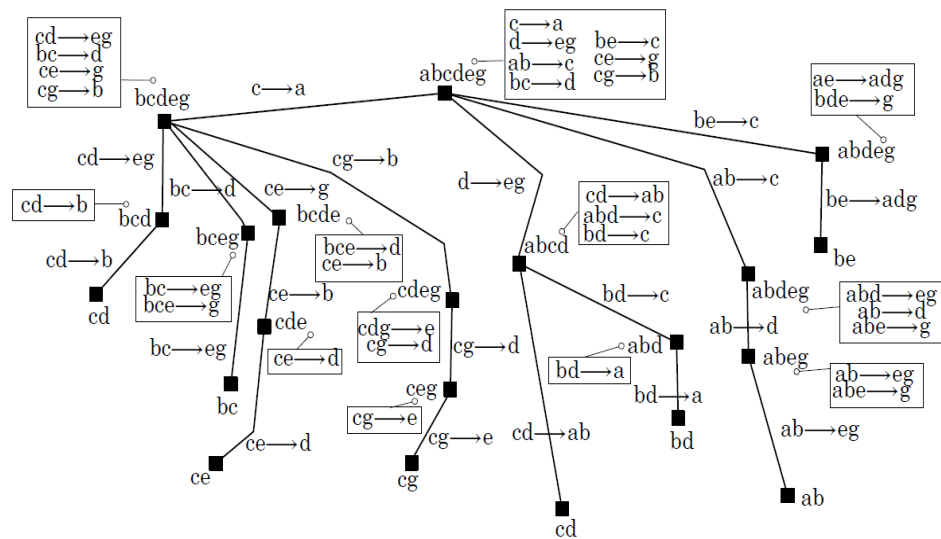 cd⟶eg
bc⟶d
ce⟶g
cg⟶b
bcdeg
c⟶a
c⟶a
d⟶eg
ab⟶c
bc⟶d
be⟶c
ce⟶g
cg⟶b
abcdeg
ae⟶adg
bde⟶g
be⟶c
abdeg
cd⟶eg
bc⟶d
ce⟶g
cg⟶b
d⟶eg
ab⟶c
be⟶adg
be
cd⟶b
bcd
bceg
bcde
bce⟶d
ce⟶b
cd⟶ab
abd⟶c
bd⟶c
abcd
cd⟶b
cd
bc⟶eg
bce⟶g
ce⟶b
cdeg
bd⟶c
abdeg
abd⟶eg
ab⟶d
abe⟶g
cde
ce⟶d
cdg⟶e
cg⟶d
cg⟶d
ab⟶d
bc⟶eg
bc
abd
bd⟶a
abeg
ab⟶eg
abe⟶g
ceg
cg⟶e
bd⟶a
bd
ce⟶d
ce
cg⟶e
cg
cd⟶ab
cd
ab⟶eg
ab